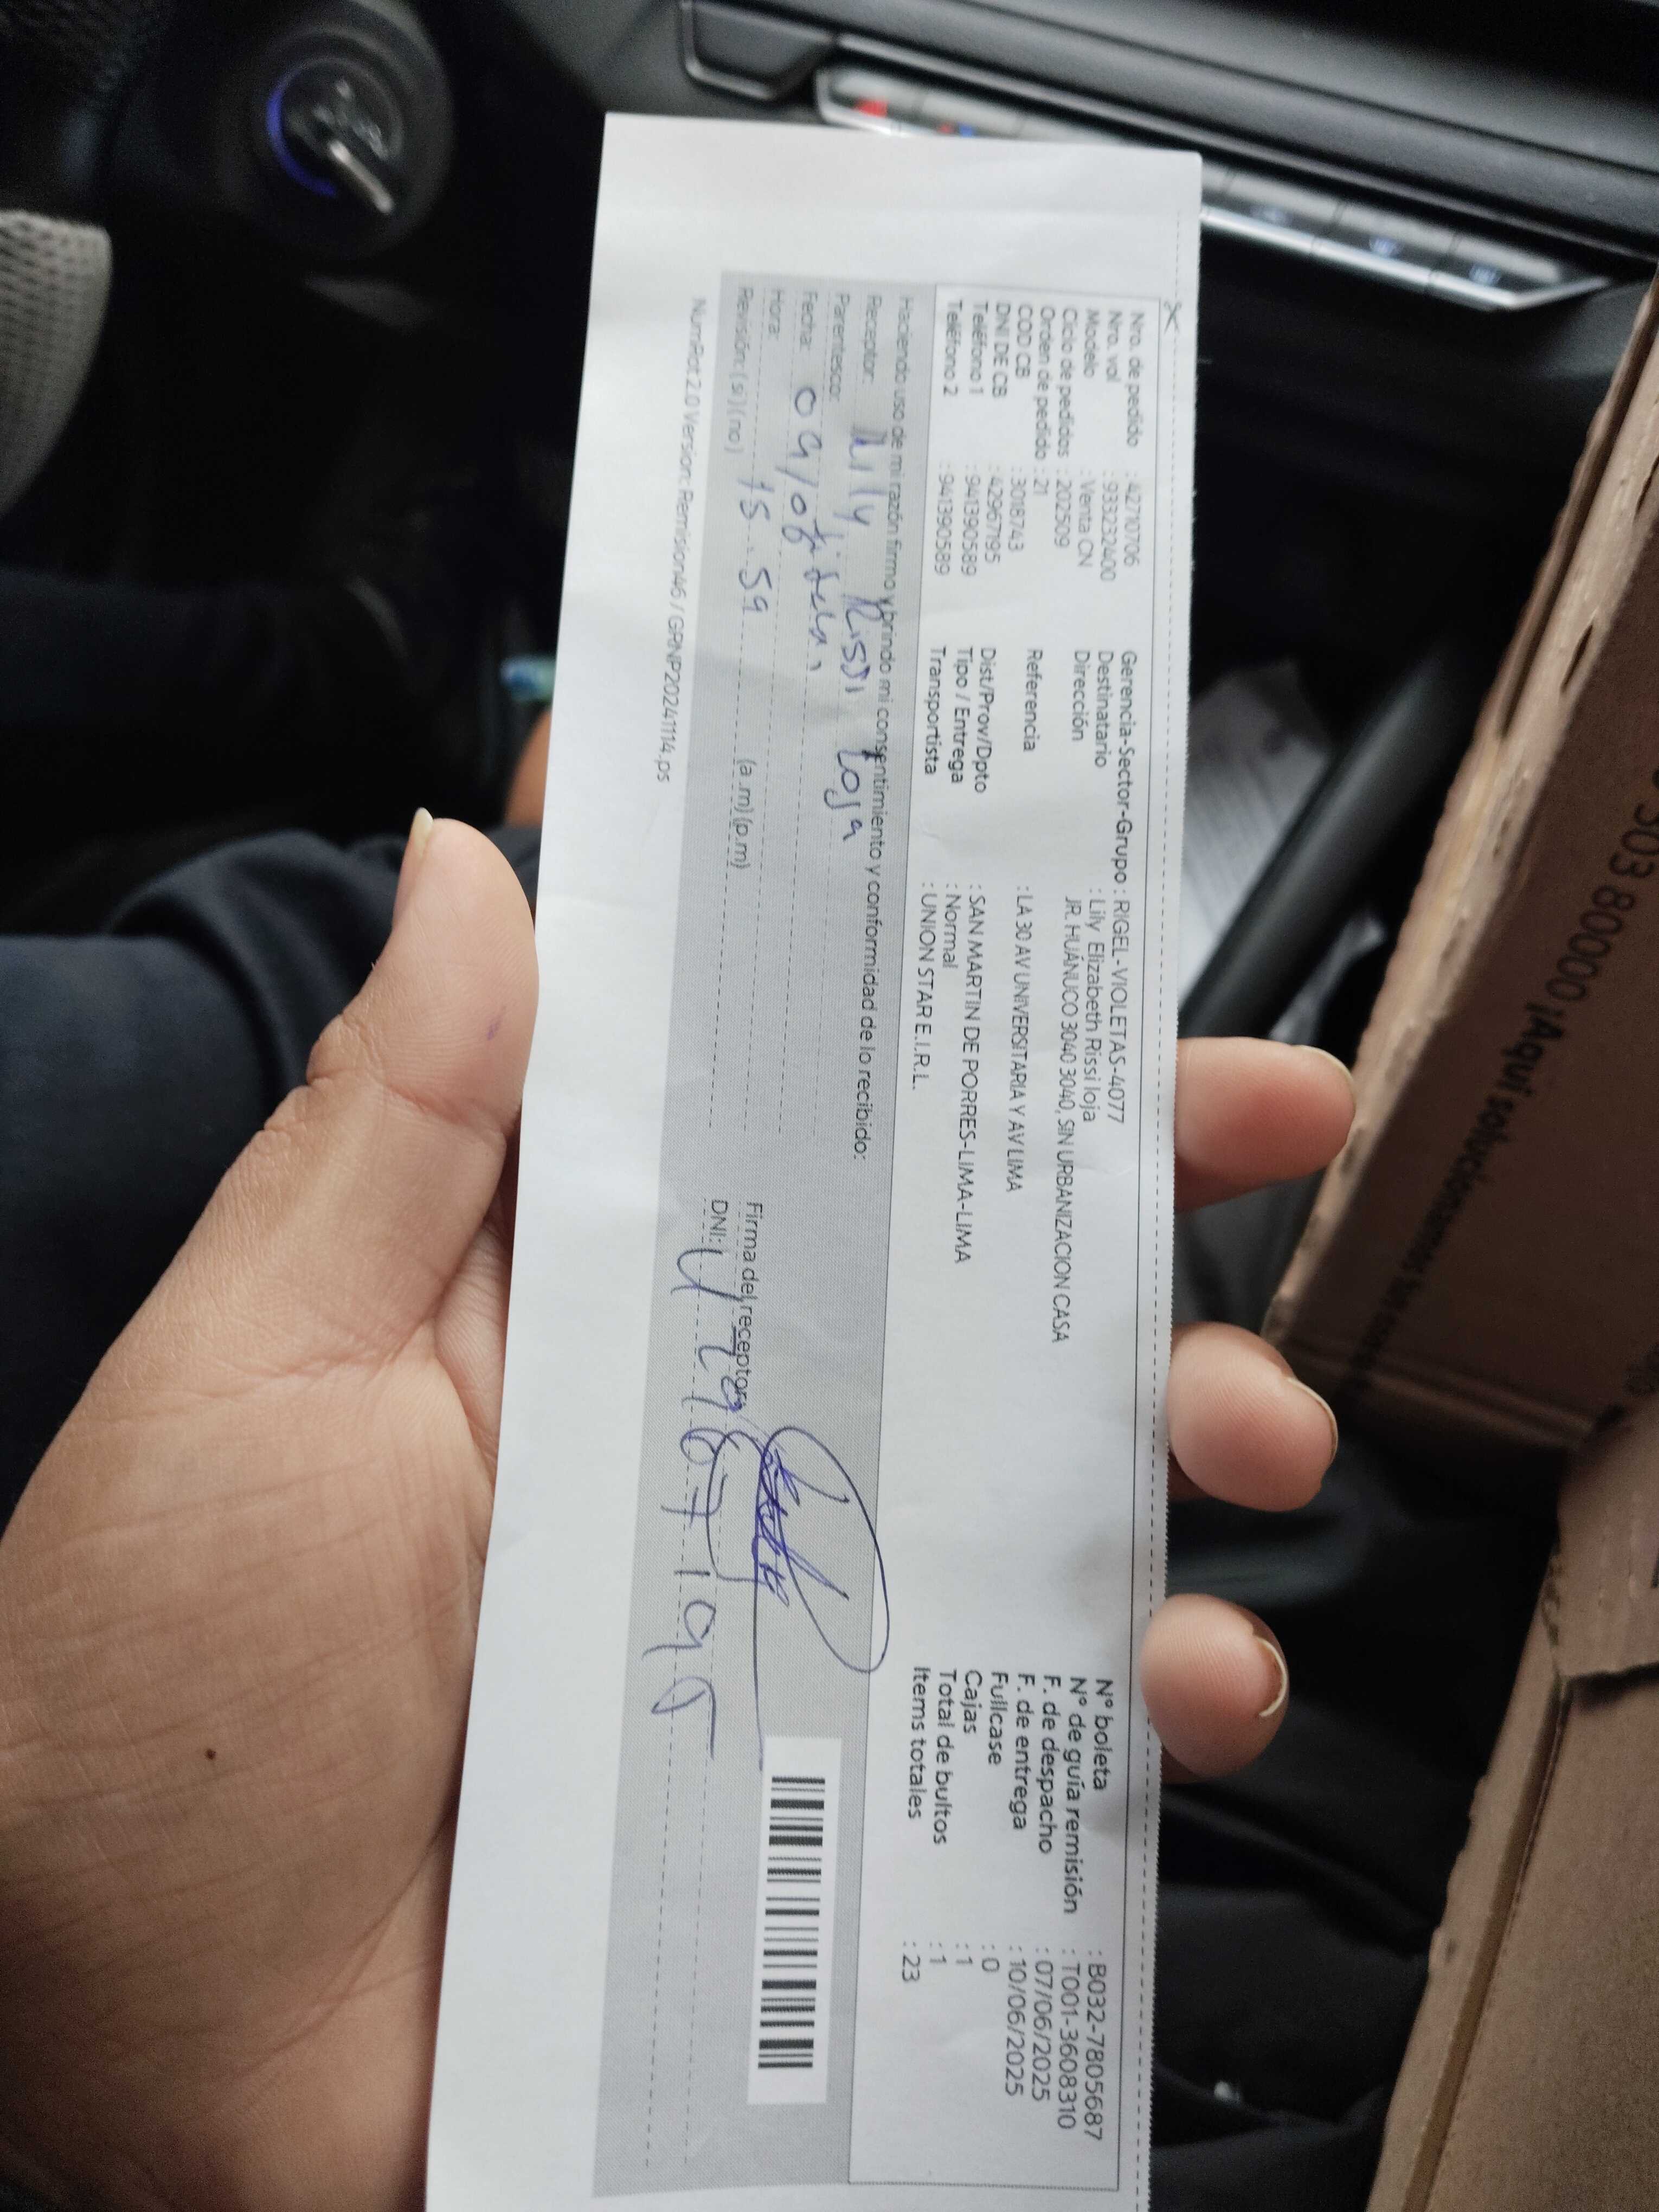 Nro. de pedido : 42710706
Nro. vol : 9332332400
Modelo : Venta CN
Ciclo de pedidos : 202509
Orden de pedido : 21
COD CB : 3018743
DNI DE CB : 42967195
Teléfono 1 : 941390589
Teléfono 2 : 941390589
Gerencia-Sector-Grupo : RIGEL-VIOLETAS-4077
Destinatario : Lily Elizabeth Rissi loja
Dirección JR. HUÁNUCO 3040 3040, SIN URBANIZACION CASA
Referencia : LA 30 AV UNIVERSITARIA Y AV LIMA
Dist/Prov/Dpto : SAN MARTIN DE PORRES-LIMA-LIMA
Tipo / Entrega : Normal
Transportista : UNION STAR E.I.R.L.
N° boleta : B032-7805687
N° de guía remisión : T001-3608310
F. de despacho : 07/06/2025
F. de entrega : 10/06/2025
Fullcase : 0
Cajas : 1
Total de bultos : 1
Items totales : 23
Haciendo uso de mi razón firmo y brindo mi consentimiento y conformidad de lo recibido:
Receptor: Lily Rissi Loja
Parentesco:
Fecha: 09/06
Hora: 15 59 (a.m) (p.m)
Revisión: (si) (no)
Firma del receptor
DNI: 42967195
NumRot 2.0 Version: Remision46 / GRNP20241114.ps
303 80000 ¡Aquí solucionamos tus